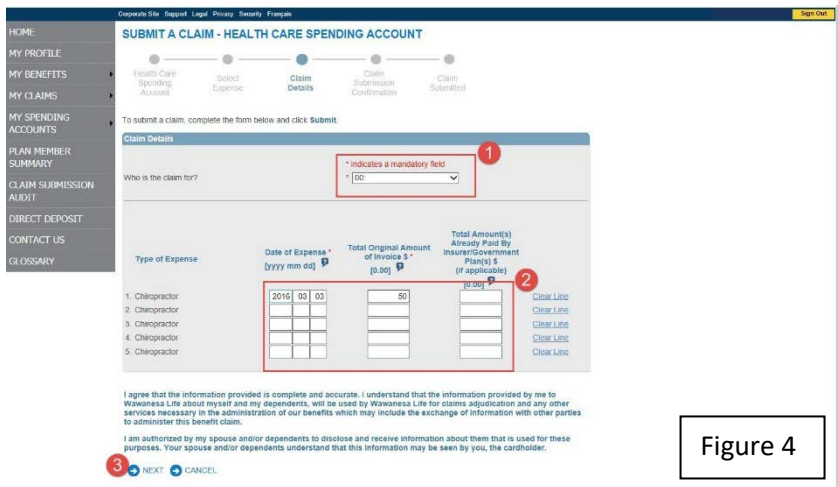 Corporate Site Support Legal Privacy Security Français
Sign Out
HOME
MY PROFILE
MY BENEFITS
MY CLAIMS
MY SPENDING
ACCOUNTS
PLAN MEMBER
SUMMARY
CLAIM SUBMISSION
AUDIT
DIRECT DEPOSIT
CONTACT US
GLOSSARY
SUBMIT A CLAIM - HEALTH CARE SPENDING ACCOUNT
Health Care
Spending
Account
Select
Expense
Claim
Details
Claim
Submission
Confirmation
Claim
Submitted
To submit a claim, complete the form below and click Submit.
Claim Details
1
* indicates a mandatory field
Who is the claim for?
* 00:
Type of Expense
Date of Expense *
[yyyy mm dd]
Total Original Amount
of Invoice $ *
[0.00]
Total Amount(s)
Already Paid By
Insurer/Government
Plan(s) $
(if applicable)
[0.00]
2
1. Chiropractor 2016 03 03 50 Clear Line
2. Chiropractor Clear Line
3. Chiropractor Clear Line
4. Chiropractor Clear Line
5. Chiropractor Clear Line
I agree that the information provided is complete and accurate. I understand that the information provided by me to
Wawanesa Life about myself and my dependents, will be used by Wawanesa Life for claims adjudication and any other
services necessary in the administration of our benefits which may include the exchange of information with other parties
to administer this benefit claim.
I am authorized by my spouse and/or dependents to disclose and receive information about them that is used for these
purposes. Your spouse and/or dependents understand that this information may be seen by you, the cardholder.
3 NEXT CANCEL
Figure 4